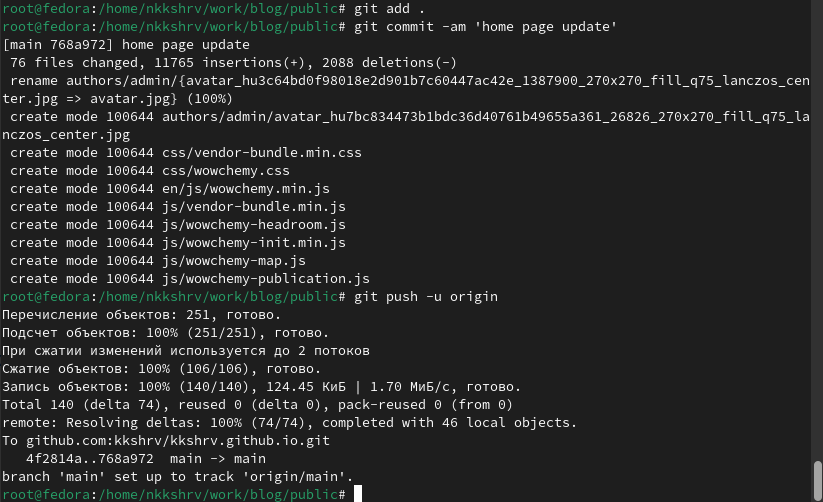 root@fedora:/home/nkkshrv/work/blog/public# git add .
root@fedora:/home/nkkshrv/work/blog/public# git commit -am 'home page update'
[main 768a972] home page update
 76 files changed, 11765 insertions(+), 2088 deletions(-)
 rename authors/admin/{avatar_hu3c64bd0f98018e2d901b7c60447ac42e_1387900_270x270_fill_q75_lanczos_cen
ter.jpg => avatar.jpg} (100%)
 create mode 100644 authors/admin/avatar_hu7bc834473b1bdc36d40761b49655a361_26826_270x270_fill_q75_la
nczos_center.jpg
 create mode 100644 css/vendor-bundle.min.css
 create mode 100644 css/wowchemy.css
 create mode 100644 en/js/wowchemy.min.js
 create mode 100644 js/vendor-bundle.min.js
 create mode 100644 js/wowchemy-headroom.js
 create mode 100644 js/wowchemy-init.min.js
 create mode 100644 js/wowchemy-map.js
 create mode 100644 js/wowchemy-publication.js
root@fedora:/home/nkkshrv/work/blog/public# git push -u origin
Перечисление объектов: 251, готово.
Подсчет объектов: 100% (251/251), готово.
При сжатии изменений используется до 2 потоков
Сжатие объектов: 100% (106/106), готово.
Запись объектов: 100% (140/140), 124.45 КиБ | 1.70 МиБ/с, готово.
Total 140 (delta 74), reused 0 (delta 0), pack-reused 0 (from 0)
remote: Resolving deltas: 100% (74/74), completed with 46 local objects.
To github.com:kkshrv/kkshrv.github.io.git
   4f2814a..768a972  main -> main
branch 'main' set up to track 'origin/main'.
root@fedora:/home/nkkshrv/work/blog/public#